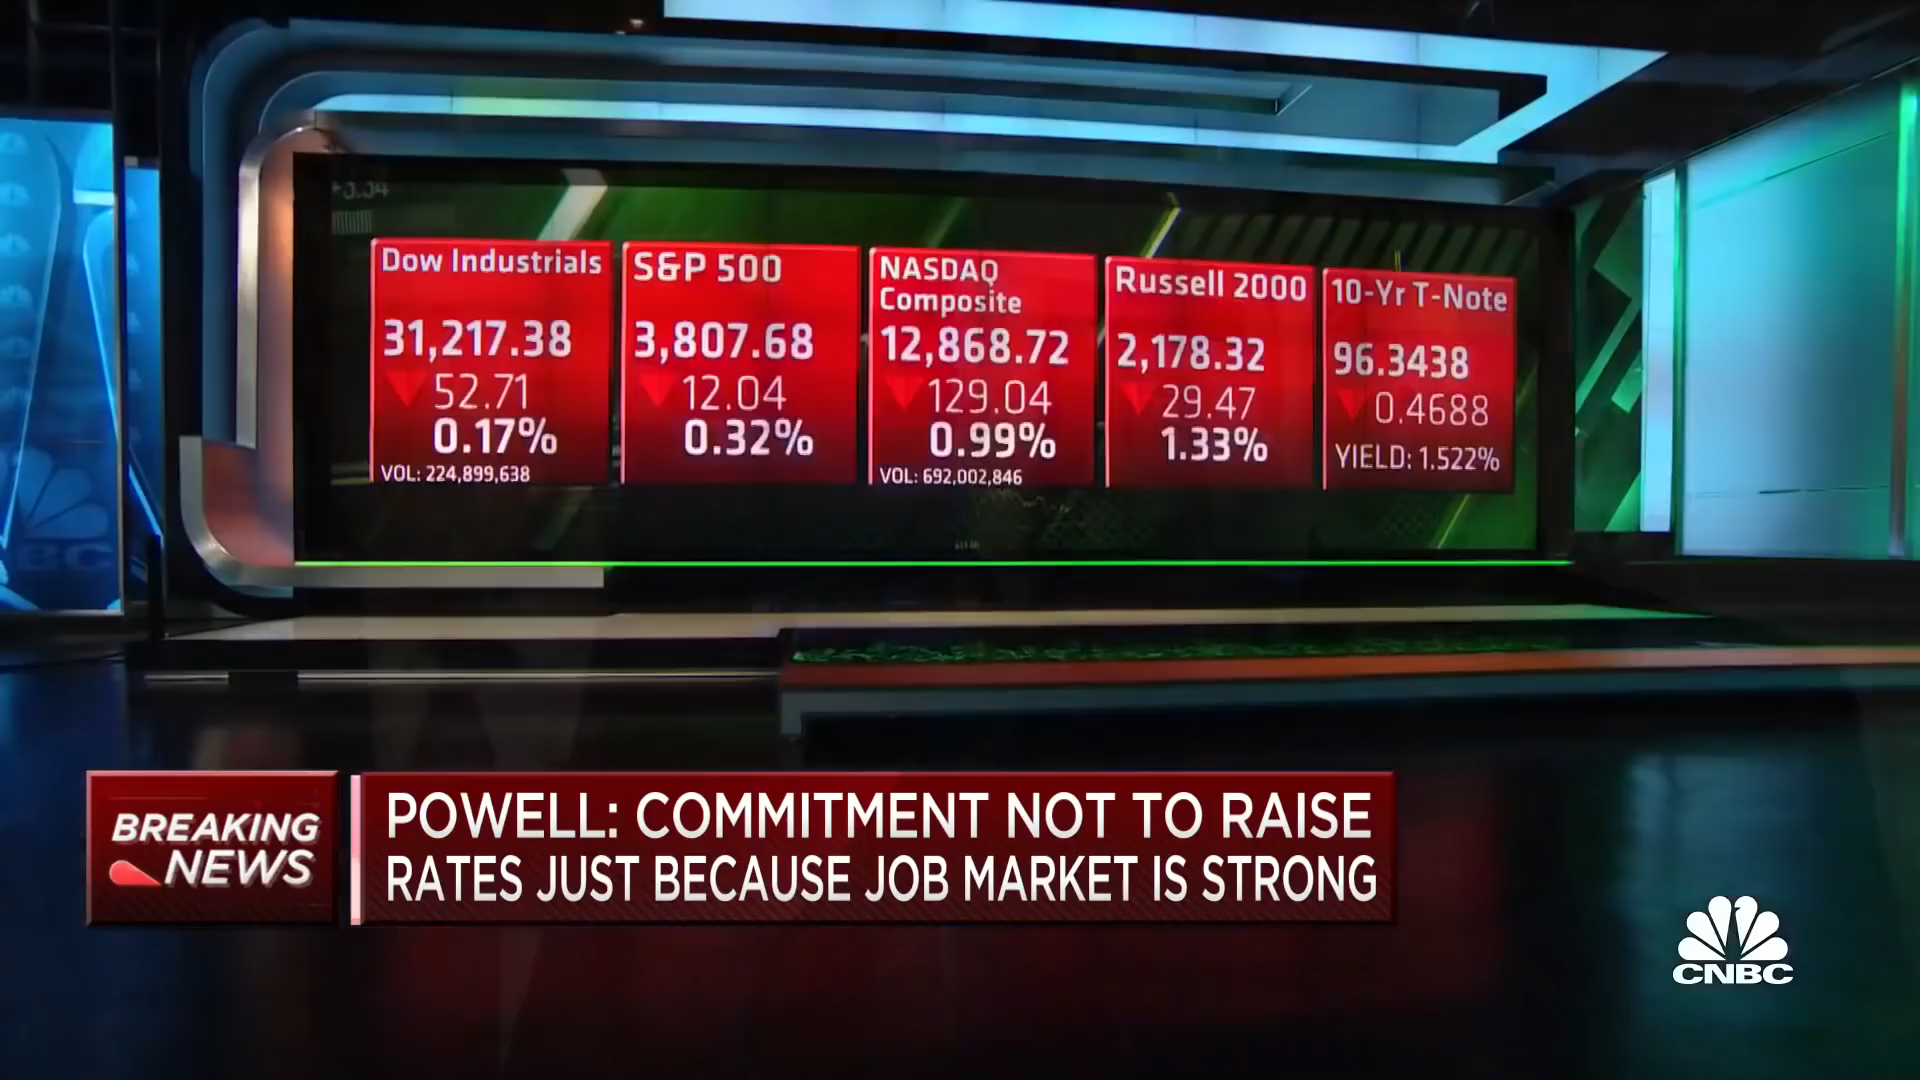 Dow Industrials
31,217.38
52.71
0.17%
VOL: 224,899,638
S&P 500
3,807.68
12.04
0.32%
NASDAQ
Composite
12,868.72
129.04
0.99%
VOL: 692,002,846
Russell 2000
2,178.32
29.47
1.33%
10-Yr T-Note
96.3438
0.4688
YIELD: 1.522%
BREAKING
NEWS
POWELL: COMMITMENT NOT TO RAISE
RATES JUST BECAUSE JOB MARKET IS STRONG
CNBC